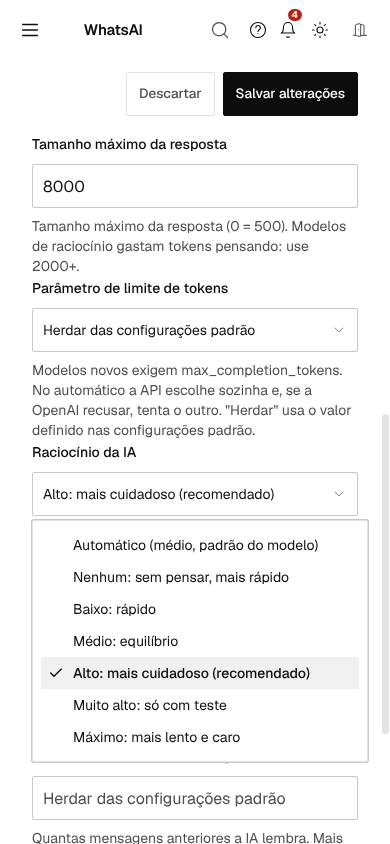 WhatsAI
4
Descartar
Salvar alterações
Tamanho máximo da resposta
8000
Tamanho máximo da resposta (0 = 500). Modelos
de raciocínio gastam tokens pensando: use
2000+.
Parâmetro de limite de tokens
Herdar das configurações padrão
Modelos novos exigem max_completion_tokens.
No automático a API escolhe sozinha e, se a
OpenAI recusar, tenta o outro. "Herdar" usa o valor
definido nas configurações padrão.
Raciocínio da IA
Alto: mais cuidadoso (recomendado)
Automático (médio, padrão do modelo)
Nenhum: sem pensar, mais rápido
Baixo: rápido
Médio: equilíbrio
Alto: mais cuidadoso (recomendado)
Muito alto: só com teste
Máximo: mais lento e caro
Herdar das configurações padrão
Quantas mensagens anteriores a IA lembra. Mais